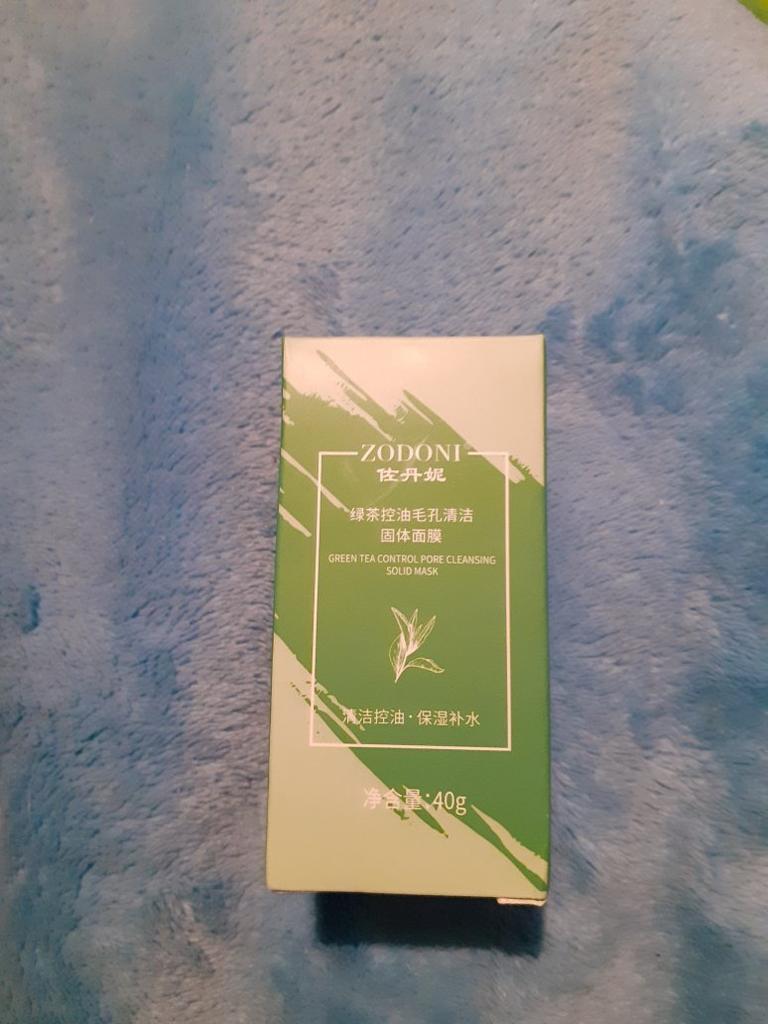 ZODONI
佐丹妮
绿茶控油毛孔清洁
固体面膜
GREEN TEA CONTROL PORE CLEANSING
SOLID MASK
清洁控油·保湿补水
净含量:40g